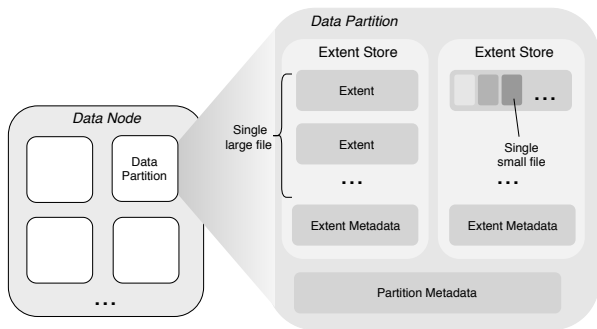 Data Partition
Extent Store
Extent Store
Extent
Data Node
Single
large file
Data
Partition
Extent
Single
small file
...
...
...
Extent Metadata
Extent Metadata
Partition Metadata
...